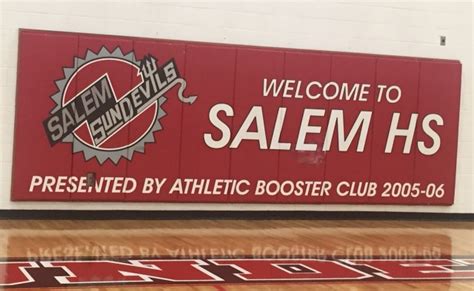 SALEM
SUNDEVILS
WELCOME TO
SALEM HS
PRESENTED BY ATHLETIC BOOSTER CLUB 2005-06